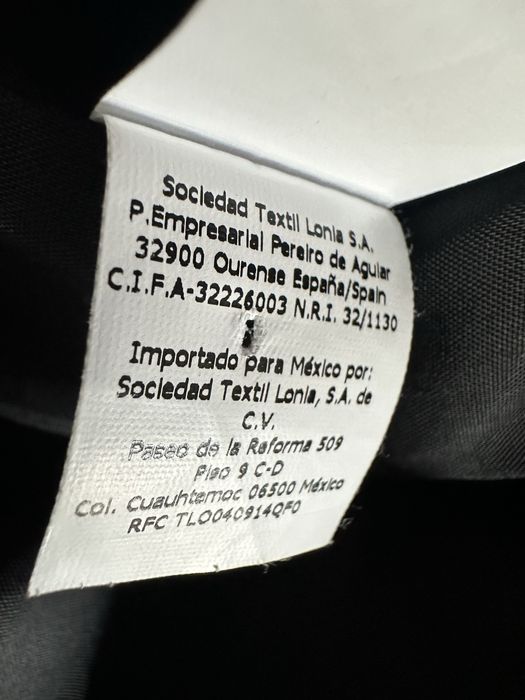 Sociedad Textil Lonia S.A.
P.Empresarial Pereiro de Aguiar
32900 Ourense España/Spain
C.I.F.A-32226003 N.R.I. 32/1130
Importado para México por:
Sociedad Textil Lonia, S.A. de
C.V.
Paseo de la Reforma 509
Piso 9 C-D
Col. Cuauhtemoc 06500 México
RFC TLO040914QF0